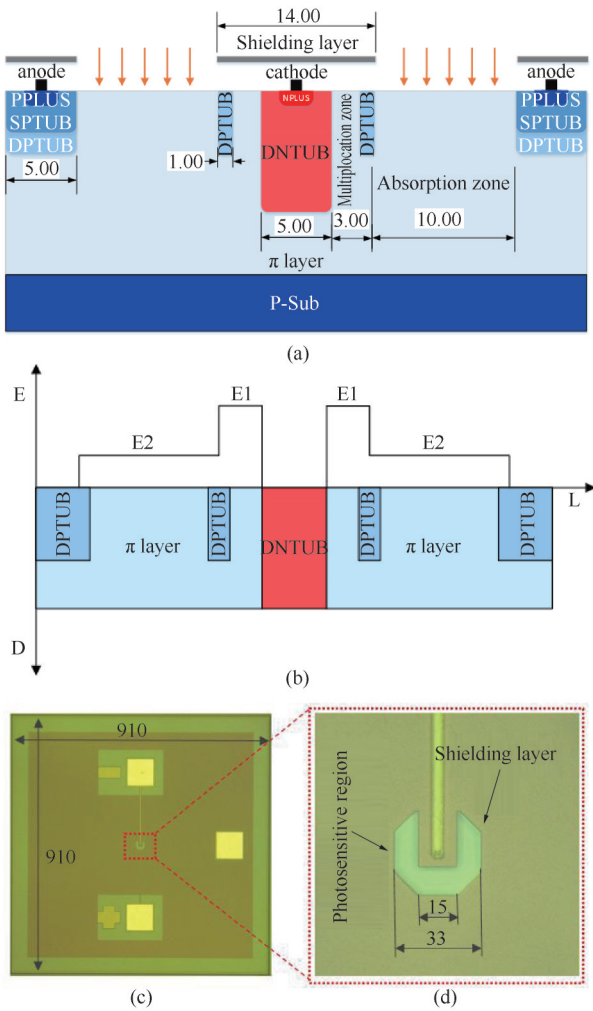 14.00
Shielding layer
anode
cathode
anode
PPLUS
SPTUB
DPTUB
DPTUB
NPLUS
DNTUB
Multiplocation zone
DPTUB
PPLUS
SPTUB
DPTUB
1.00
Absorption zone
5.00
5.00
3.00
10.00
π layer
P-Sub
(a)
E
E1
E1
E2
E2
L
DPTUB
π layer
DPTUB
DNTUB
DPTUB
π layer
DPTUB
D
(b)
910
910
Shielding layer
Photosensitive region
15
33
(c)
(d)